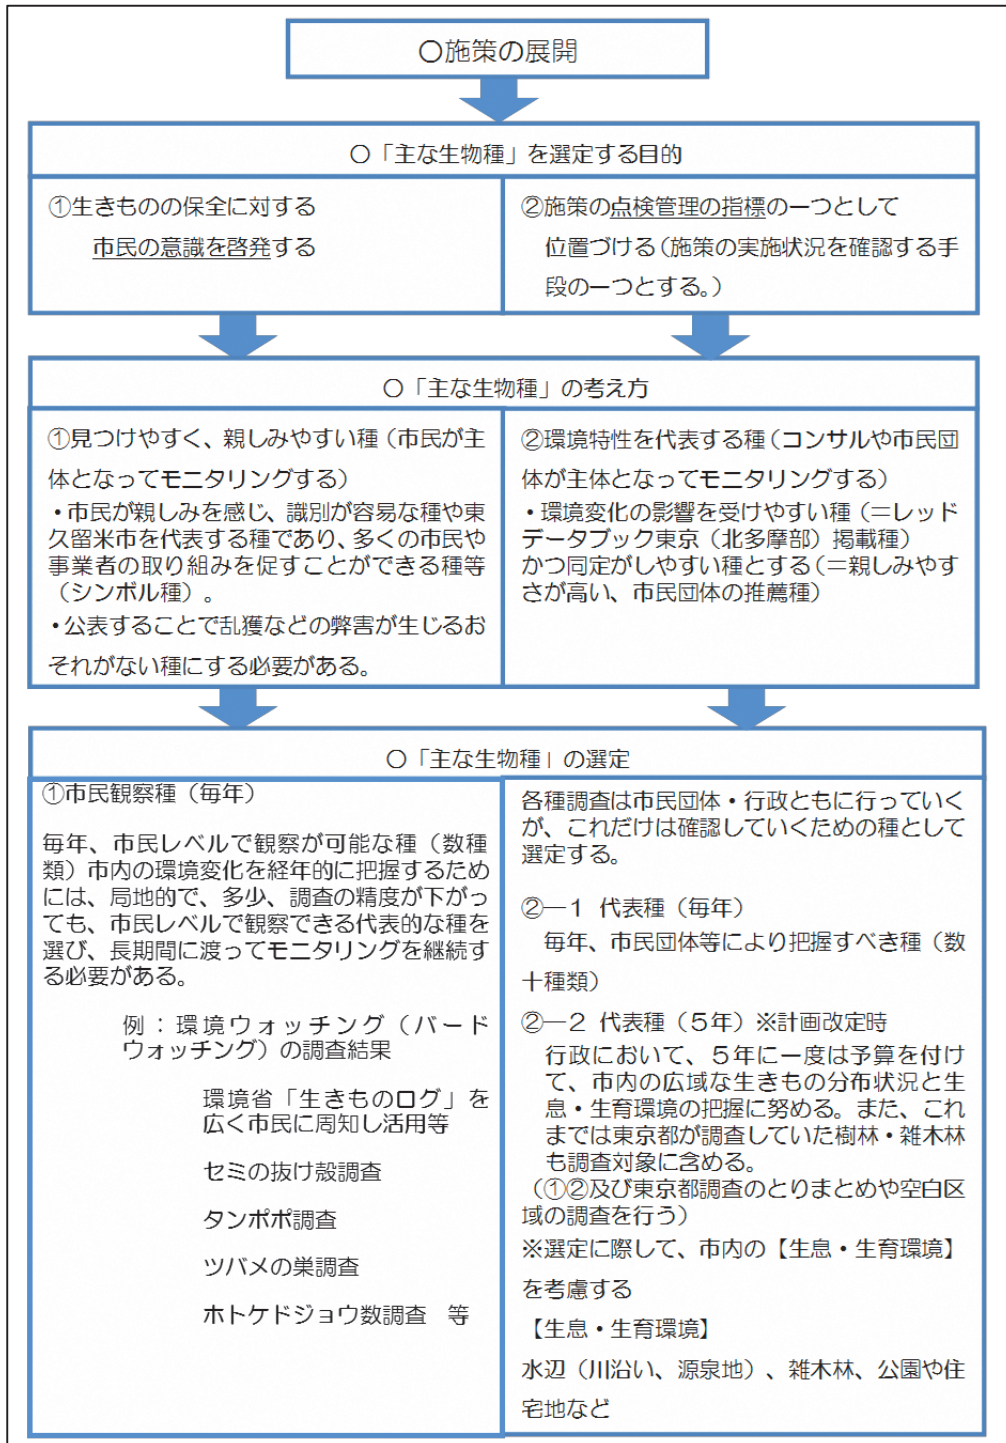 〇施策の展開
〇「主な生物種」を選定する目的
①生きものの保全に対する
市民の意識を啓発する
②施策の点検管理の指標の一つとして
位置づける（施策の実施状況を確認する手
段の一つとする。）
〇「主な生物種」の考え方
①見つけやすく、親しみやすい種（市民が主
体となってモニタリングする）
・市民が親しみを感じ、識別が容易な種や東
久留米市を代表する種であり、多くの市民や
事業者の取り組みを促すことができる種等
（シンボル種）。
・公表することで乱獲などの弊害が生じるお
それがない種にする必要がある。
②環境特性を代表する種（コンサルや市民団
体が主体となってモニタリングする）
・環境変化の影響を受けやすい種（＝レッド
データブック東京（北多摩部）掲載種）
かつ同定がしやすい種とする（＝親しみやす
さが高い、市民団体の推薦種）
〇「主な生物種」の選定
①市民観察種（毎年）
毎年、市民レベルで観察が可能な種（数種
類）市内の環境変化を経年的に把握するため
には、局地的で、多少、調査の精度が下がっ
ても、市民レベルで観察できる代表的な種を
選び、長期間に渡ってモニタリングを継続す
る必要がある。
例：環境ウォッチング（バード
ウォッチング）の調査結果
環境省「生きものログ」を
広く市民に周知し活用等
セミの抜け殻調査
タンポポ調査
ツバメの巣調査
ホトケドジョウ数調査　等
各種調査は市民団体・行政ともに行っていく
が、これだけは確認していくための種として
選定する。
②―１ 代表種（毎年）
毎年、市民団体等により把握すべき種（数
十種類）
②―２ 代表種（５年）※計画改定時
行政において、５年に一度は予算を付け
て、市内の広域な生きもの分布状況と生
息・生育環境の把握に努める。また、これ
までは東京都が調査していた樹林・雑木林
も調査対象に含める。
（①②及び東京都調査のとりまとめや空白区
域の調査を行う）
※選定に際して、市内の【生息・生育環境】
を考慮する
【生息・生育環境】
水辺（川沿い、源泉地）、雑木林、公園や住
宅地など